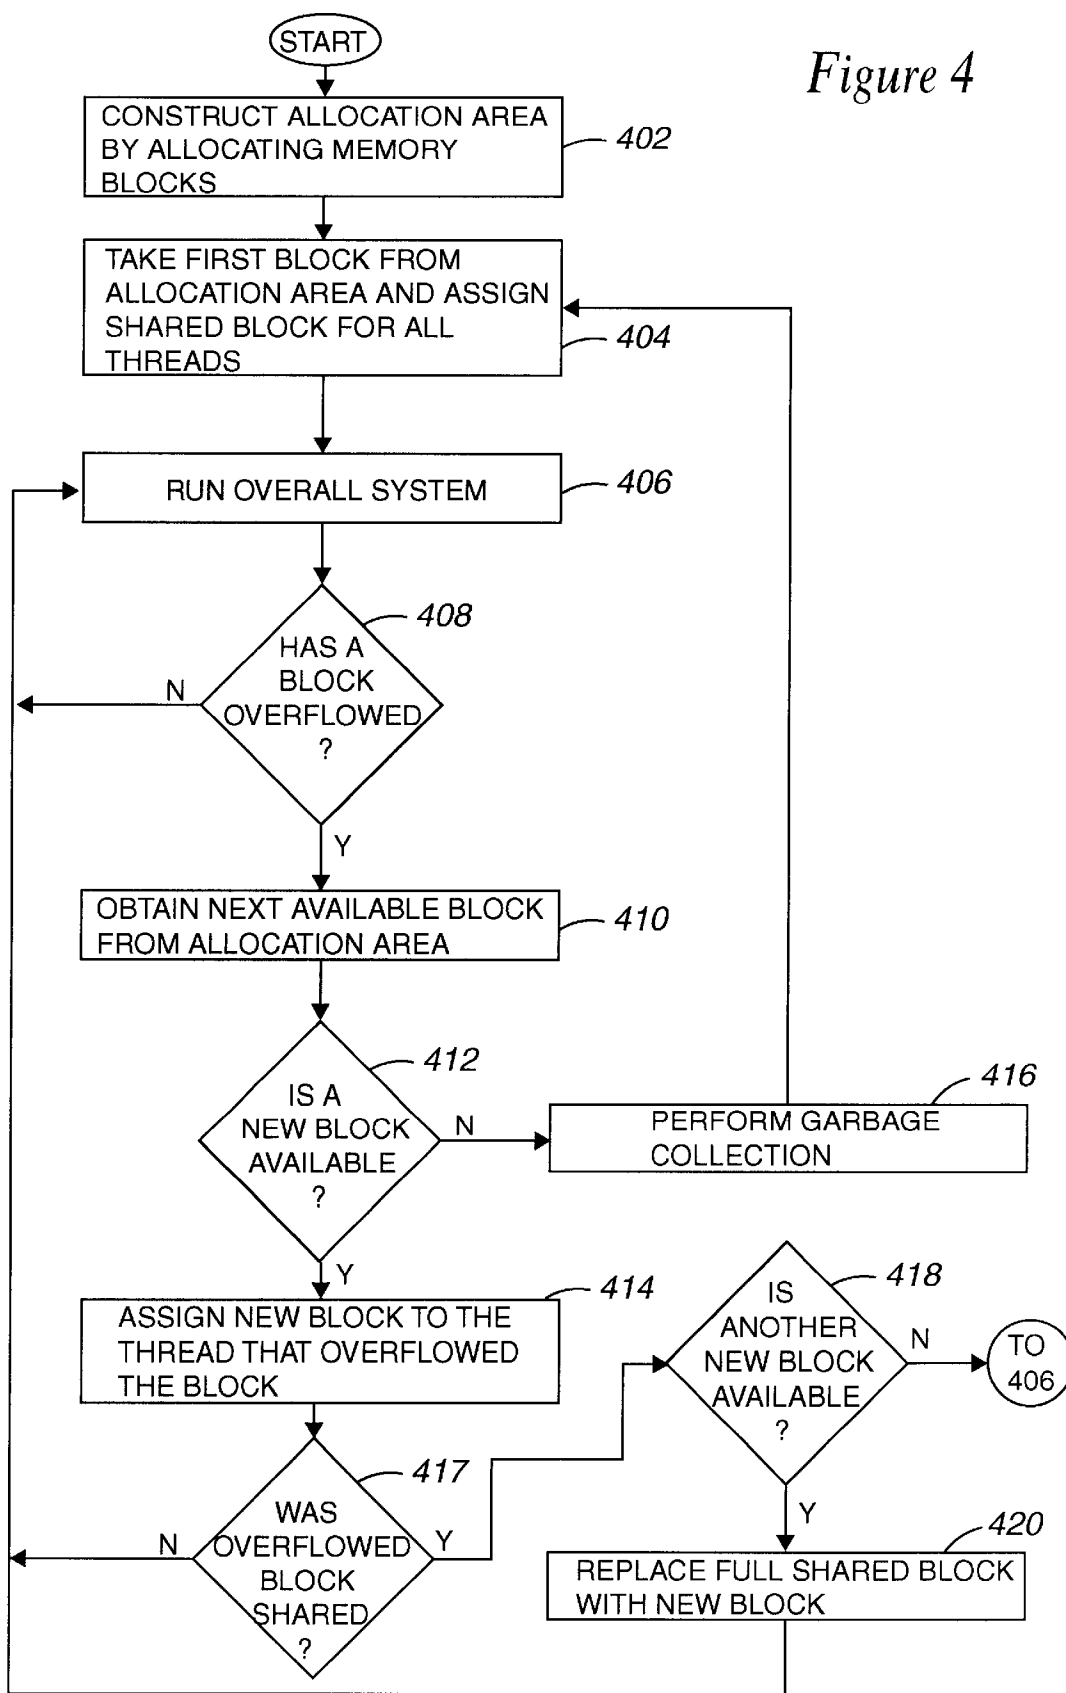 START
Figure 4
CONSTRUCT ALLOCATION AREA
BY ALLOCATING MEMORY
BLOCKS
402
TAKE FIRST BLOCK FROM
ALLOCATION AREA AND ASSIGN
SHARED BLOCK FOR ALL
THREADS
404
RUN OVERALL SYSTEM
406
408
HAS A
BLOCK
OVERFLOWED
?
N
Y
OBTAIN NEXT AVAILABLE BLOCK
FROM ALLOCATION AREA
410
412
IS A
NEW BLOCK
AVAILABLE
?
N
Y
416
PERFORM GARBAGE
COLLECTION
414
ASSIGN NEW BLOCK TO THE
THREAD THAT OVERFLOWED
THE BLOCK
417
WAS
OVERFLOWED
BLOCK
SHARED
?
N
Y
418
IS
ANOTHER
NEW BLOCK
AVAILABLE
?
N
TO
406
Y
420
REPLACE FULL SHARED BLOCK
WITH NEW BLOCK